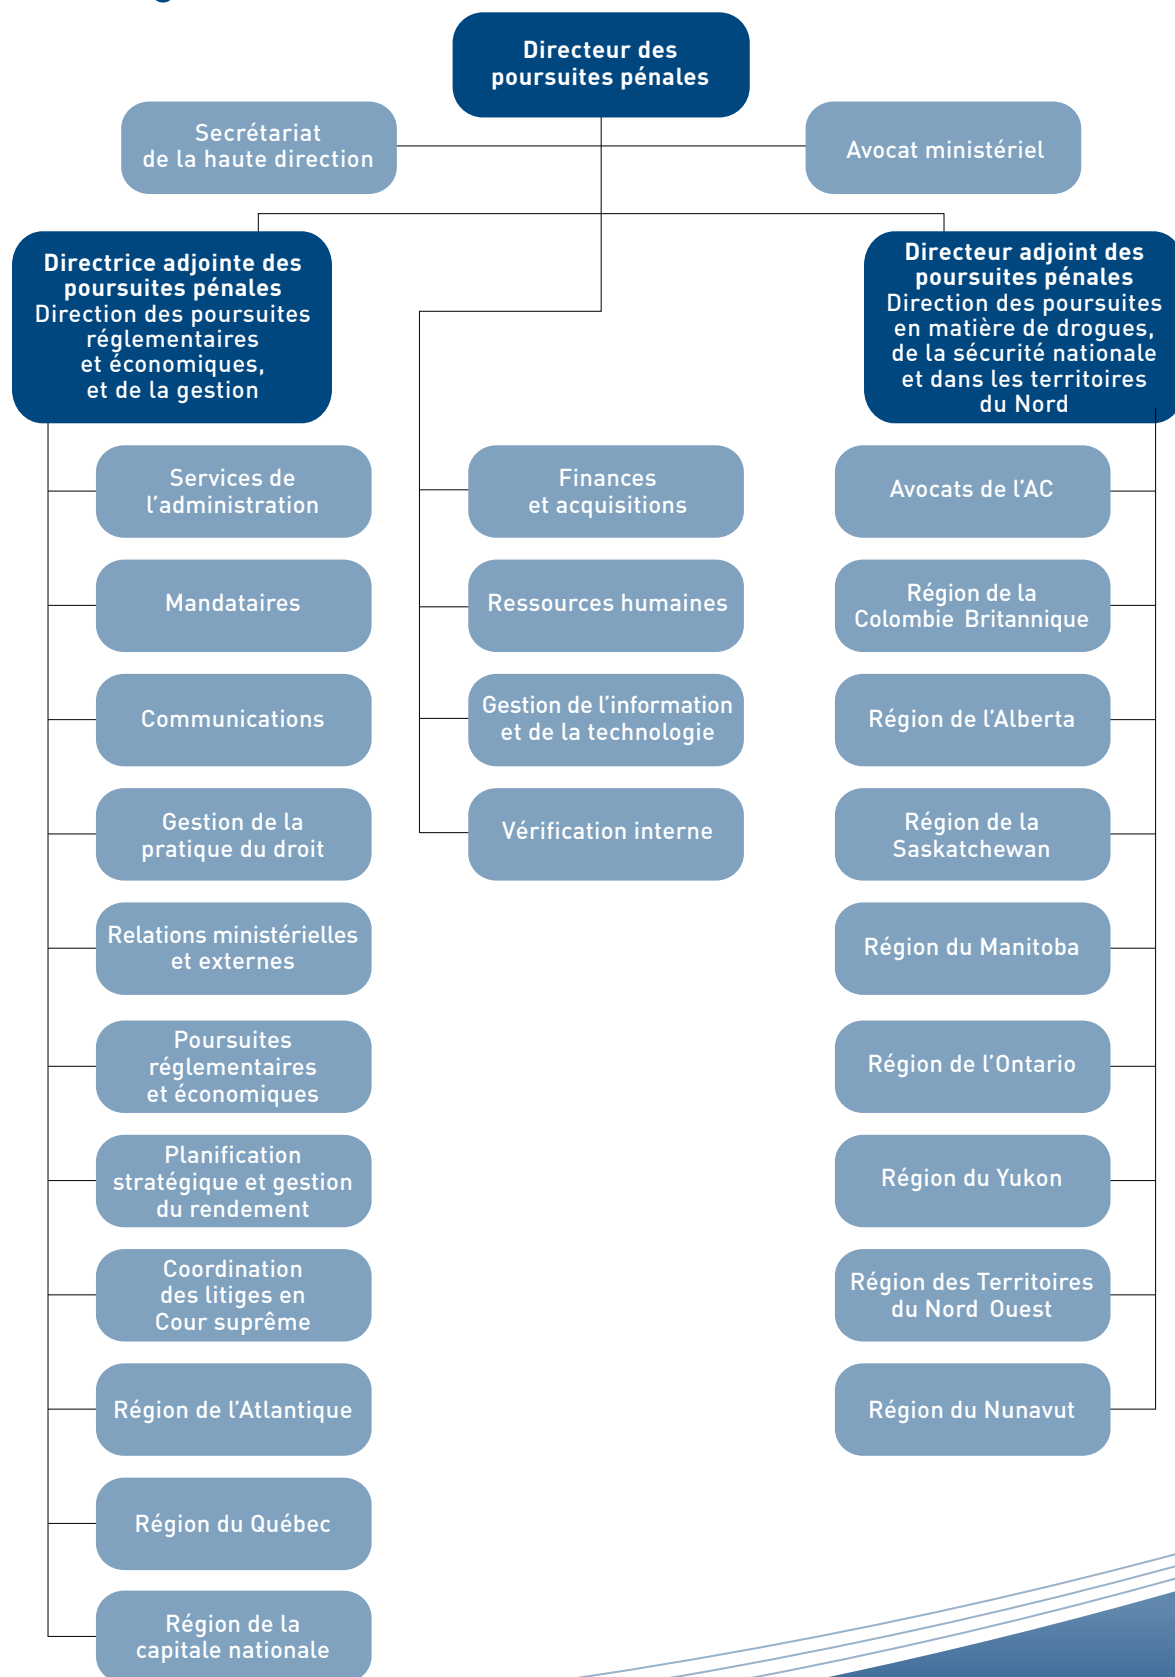 Directeur des
poursuites pénales
Secrétariat
de la haute direction
Avocat ministériel
Directrice adjointe des
poursuites pénales
Direction des poursuites
réglementaires
et économiques,
et de la gestion
Directeur adjoint des
poursuites pénales
Direction des poursuites
en matière de drogues,
de la sécurité nationale
et dans les territoires
du Nord
Services de
l'administration
Mandataires
Communications
Gestion de la
pratique du droit
Relations ministérielles
et externes
Poursuites
réglementaires
et économiques
Planification
stratégique et gestion
du rendement
Coordination
des litiges en
Cour suprême
Région de l'Atlantique
Région du Québec
Région de la
capitale nationale
Finances
et acquisitions
Ressources humaines
Gestion de l'information
et de la technologie
Vérification interne
Avocats de l'AC
Région de la
Colombie Britannique
Région de l'Alberta
Région de la
Saskatchewan
Région du Manitoba
Région de l'Ontario
Région du Yukon
Région des Territoires
du Nord Ouest
Région du Nunavut